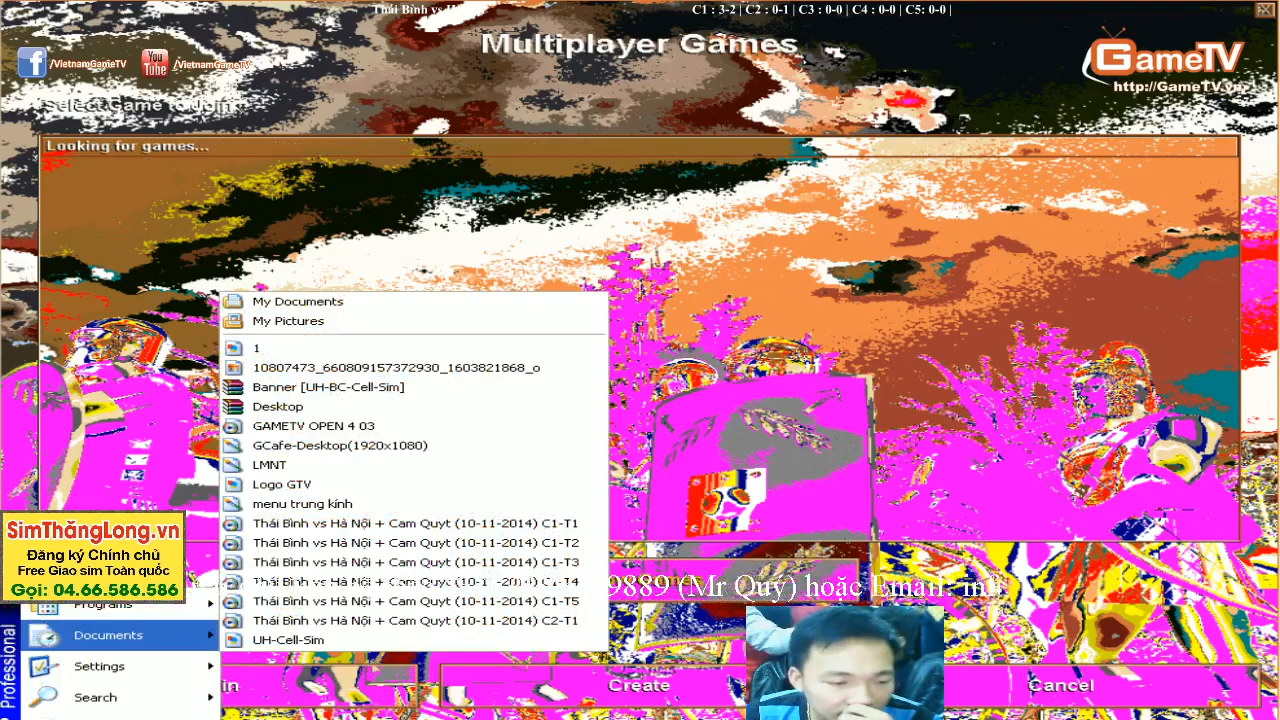 Thái Bình vs H
C1 : 3-2 | C2 : 0-1 | C3 : 0-0 | C4 : 0-0 | C5: 0-0 |
Multiplayer Games
GameTV
http://GameTV.vn
f /VietnamGameTV
You Tube /VietnamGameTV
Select Game to Join
Looking for games...
My Documents
My Pictures
1
10807473_660809157372930_1603821868_o
Banner [UH-BC-Cell-Sim]
Desktop
GAMETV OPEN 4 03
GCafe-Desktop(1920x1080)
LMNT
Logo GTV
menu trung kính
Thái Bình vs Hà Nội + Cam Quyt (10-11-2014) C1-T1
Thái Bình vs Hà Nội + Cam Quyt (10-11-2014) C1-T2
Thái Bình vs Hà Nội + Cam Quyt (10-11-2014) C1-T3
Thái Bình vs Hà Nội + Cam Quyt (10-11-2014) C1-T4
Thái Bình vs Hà Nội + Cam Quyt (10-11-2014) C1-T5
Thái Bình vs Hà Nội + Cam Quyt (10-11-2014) C2-T1
UH-Cell-Sim
SimThăngLong.vn
Đăng ký Chính chủ
Free Giao sim Toàn quốc
Gọi: 04.66.586.586
9889 (Mr Quý) hoặc Email:
Programs
Documents
Settings
Search
Professional
in
Create
Cancel